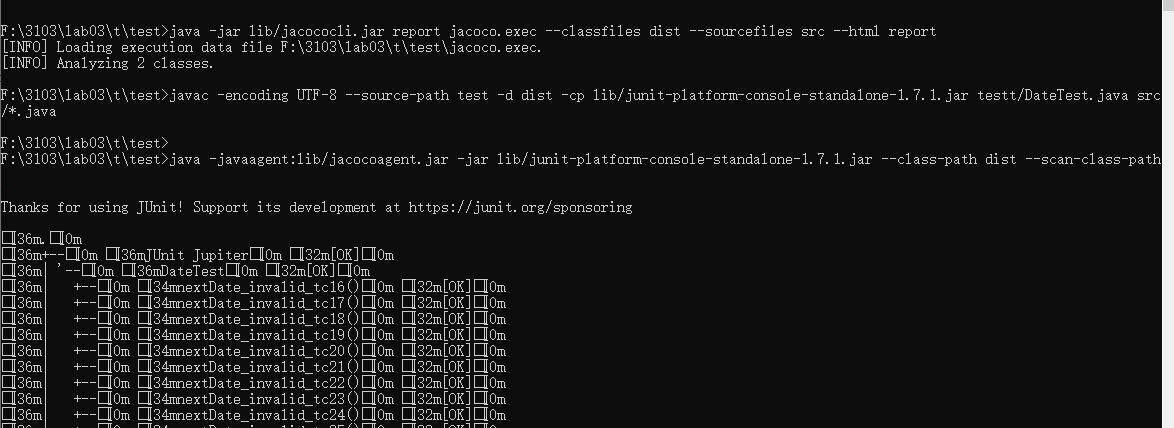 F:\3103\lab03\t\test>java -jar lib/jacococli.jar report jacoco.exec --classfiles dist --sourcefiles src --html report
[INFO] Loading execution data file F:\3103\lab03\t\test\jacoco.exec.
[INFO] Analyzing 2 classes.
F:\3103\lab03\t\test>javac -encoding UTF-8 --source-path test -d dist -cp lib/junit-platform-console-standalone-1.7.1.jar testt/DateTest.java src
/*.java
F:\3103\lab03\t\test>
F:\3103\lab03\t\test>java -javaagent:lib/jacocoagent.jar -jar lib/junit-platform-console-standalone-1.7.1.jar --class-path dist --scan-class-path
Thanks for using JUnit! Support its development at https://junit.org/sponsoring
□[36m.□[0m
□[36m+--□[0m □[36mJUnit Jupiter□[0m □[32m[OK]□[0m
□[36m| '--□[0m □[36mDateTest□[0m □[32m[OK]□[0m
□[36m|   +--□[0m □[34mnextDate_invalid_tc16()□[0m □[32m[OK]□[0m
□[36m|   +--□[0m □[34mnextDate_invalid_tc17()□[0m □[32m[OK]□[0m
□[36m|   +--□[0m □[34mnextDate_invalid_tc18()□[0m □[32m[OK]□[0m
□[36m|   +--□[0m □[34mnextDate_invalid_tc19()□[0m □[32m[OK]□[0m
□[36m|   +--□[0m □[34mnextDate_invalid_tc20()□[0m □[32m[OK]□[0m
□[36m|   +--□[0m □[34mnextDate_invalid_tc21()□[0m □[32m[OK]□[0m
□[36m|   +--□[0m □[34mnextDate_invalid_tc22()□[0m □[32m[OK]□[0m
□[36m|   +--□[0m □[34mnextDate_invalid_tc23()□[0m □[32m[OK]□[0m
□[36m|   +--□[0m □[34mnextDate_invalid_tc24()□[0m □[32m[OK]□[0m